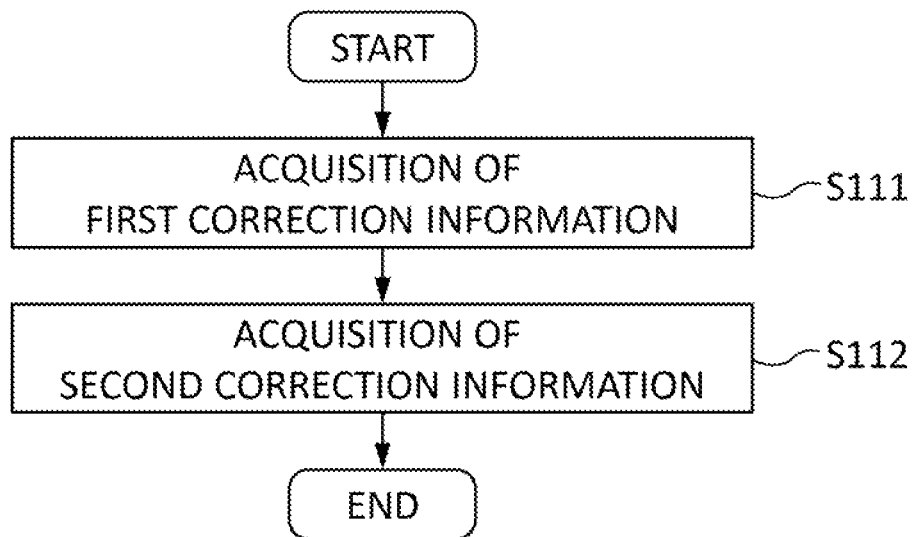 START
ACQUISITION OF
FIRST CORRECTION INFORMATION
S111
ACQUISITION OF
SECOND CORRECTION INFORMATION
S112
END